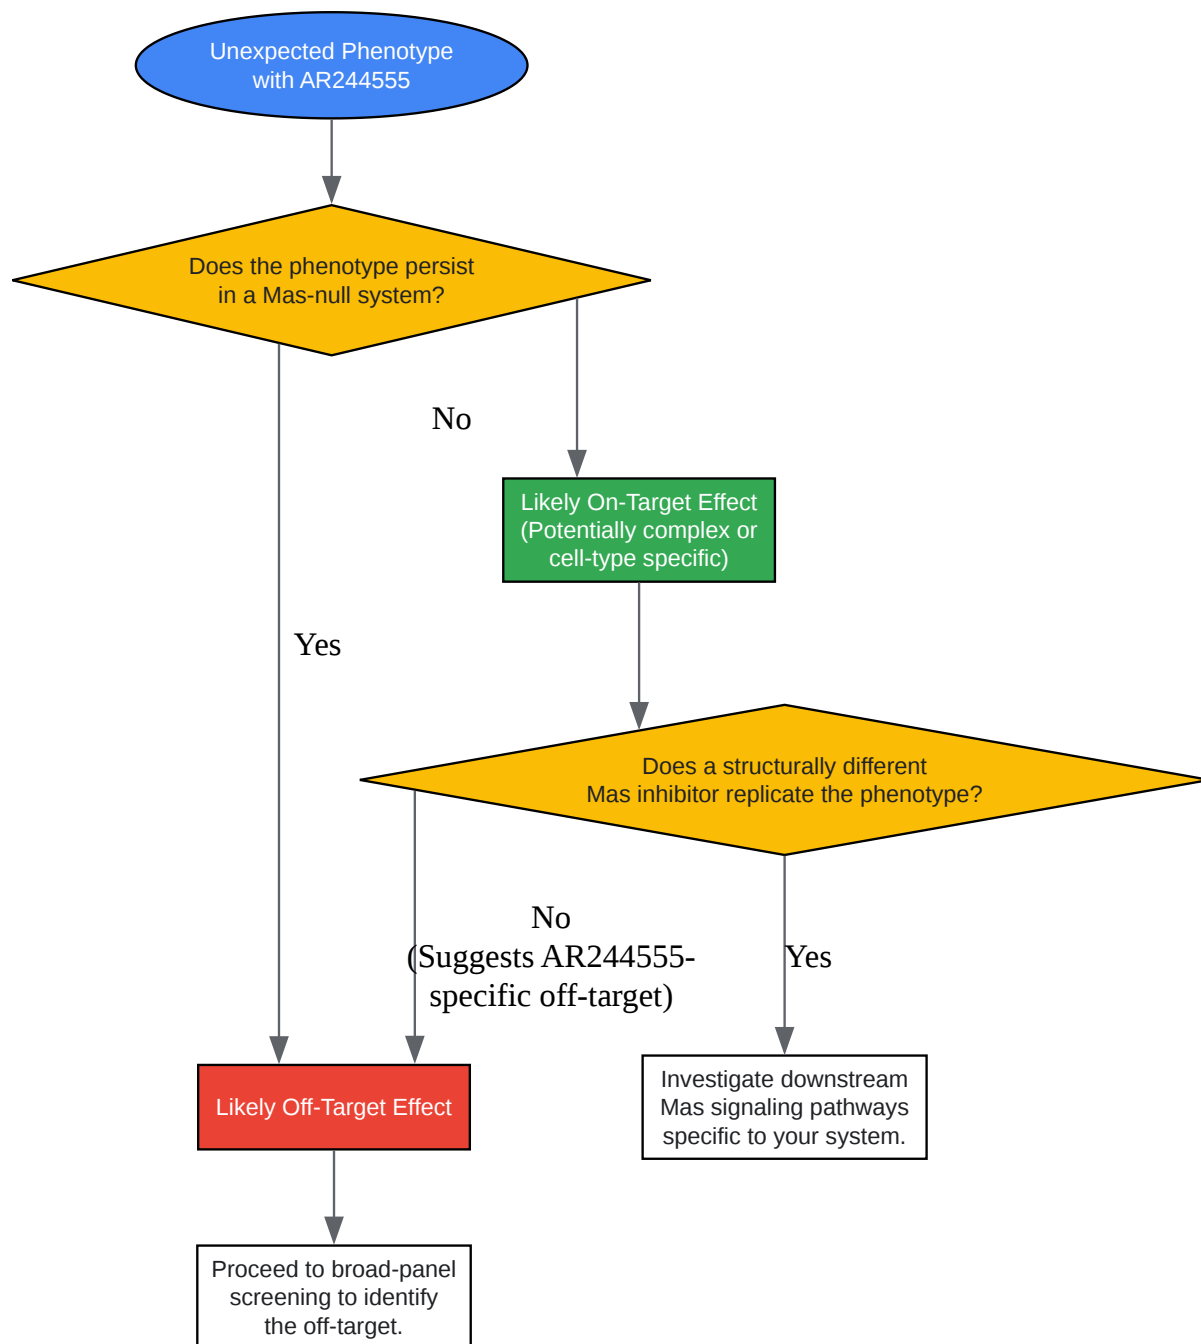 Unexpected Phenotype
with AR244555
Does the phenotype persist
in a Mas-null system?
No
Likely On-Target Effect
(Potentially complex or
cell-type specific)
Yes
Does a structurally different
Mas inhibitor replicate the phenotype?
No
(Suggests AR244555-
specific off-target)
Yes
Likely Off-Target Effect
Investigate downstream
Mas signaling pathways
specific to your system.
Proceed to broad-panel
screening to identify
the off-target.